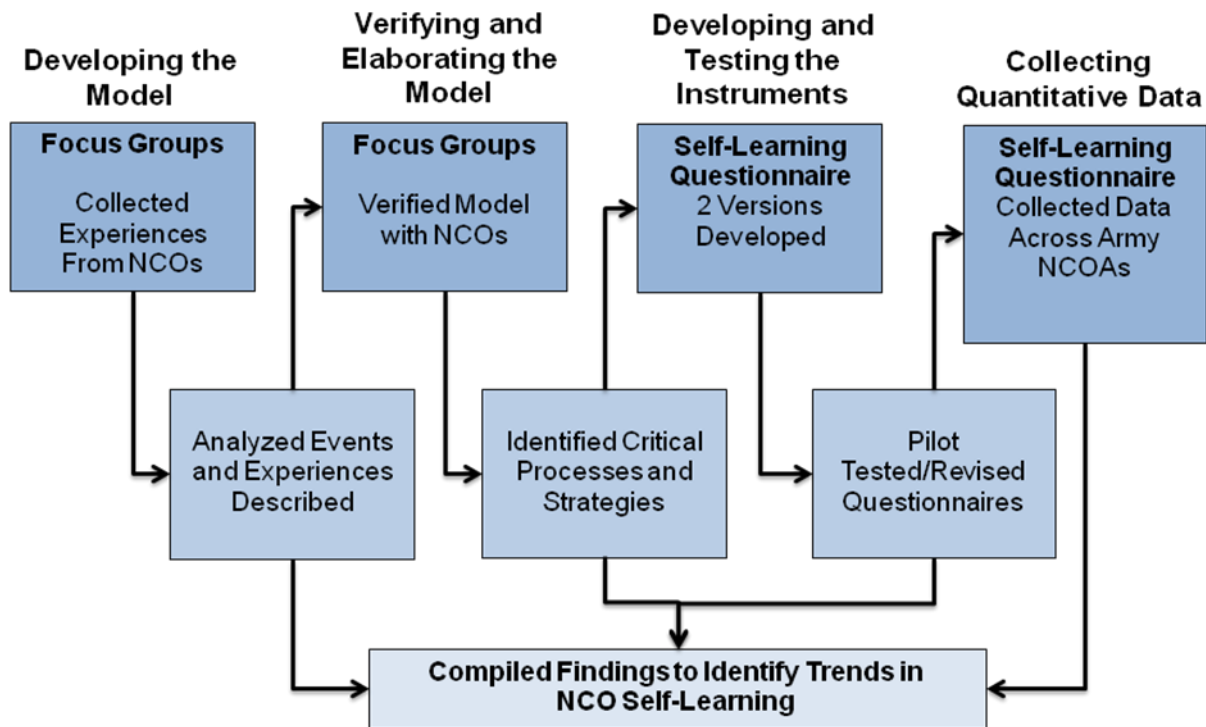 Developing the
Model
Verifying and
Elaborating the
Model
Developing and
Testing the
Instruments
Collecting
Quantitative Data
Focus Groups
Collected
Experiences
From NCOs
Focus Groups
Verified Model
with NCOs
Self-Learning
Questionnaire
2 Versions
Developed
Self-Learning
Questionnaire
Collected Data
Across Army
NCOAs
Analyzed Events
and Experiences
Described
Identified Critical
Processes and
Strategies
Pilot
Tested/Revised
Questionnaires
Compiled Findings to Identify Trends in
NCO Self-Learning